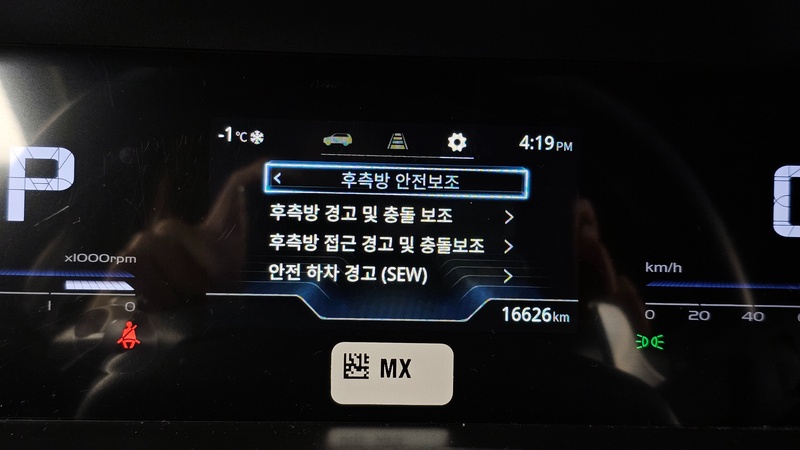 -1°C
4:19PM
P
후측방 안전보조
후측방 경고 및 충돌 보조
후측방 접근 경고 및 충돌보조
안전 하차 경고 (SEW)
x1000rpm
km/h
1 0
0 20 40
16626km
MX